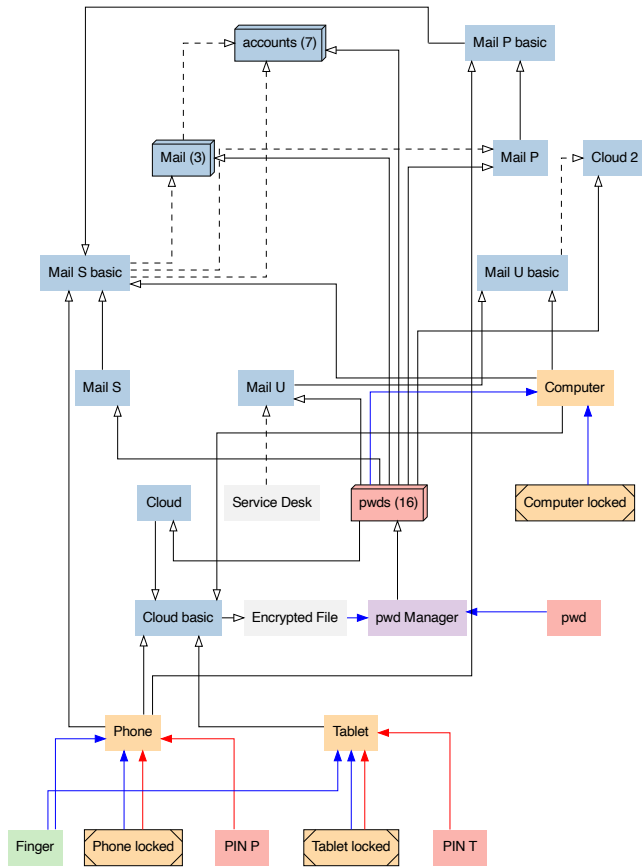 accounts (7)
Mail P basic
Mail (3)
Mail P
Cloud 2
Mail S basic
Mail U basic
Mail S
Mail U
Computer
Cloud
Service Desk
pwds (16)
Computer locked
Cloud basic
Encrypted File
pwd Manager
pwd
Phone
Tablet
Finger
Phone locked
PIN P
Tablet locked
PIN T